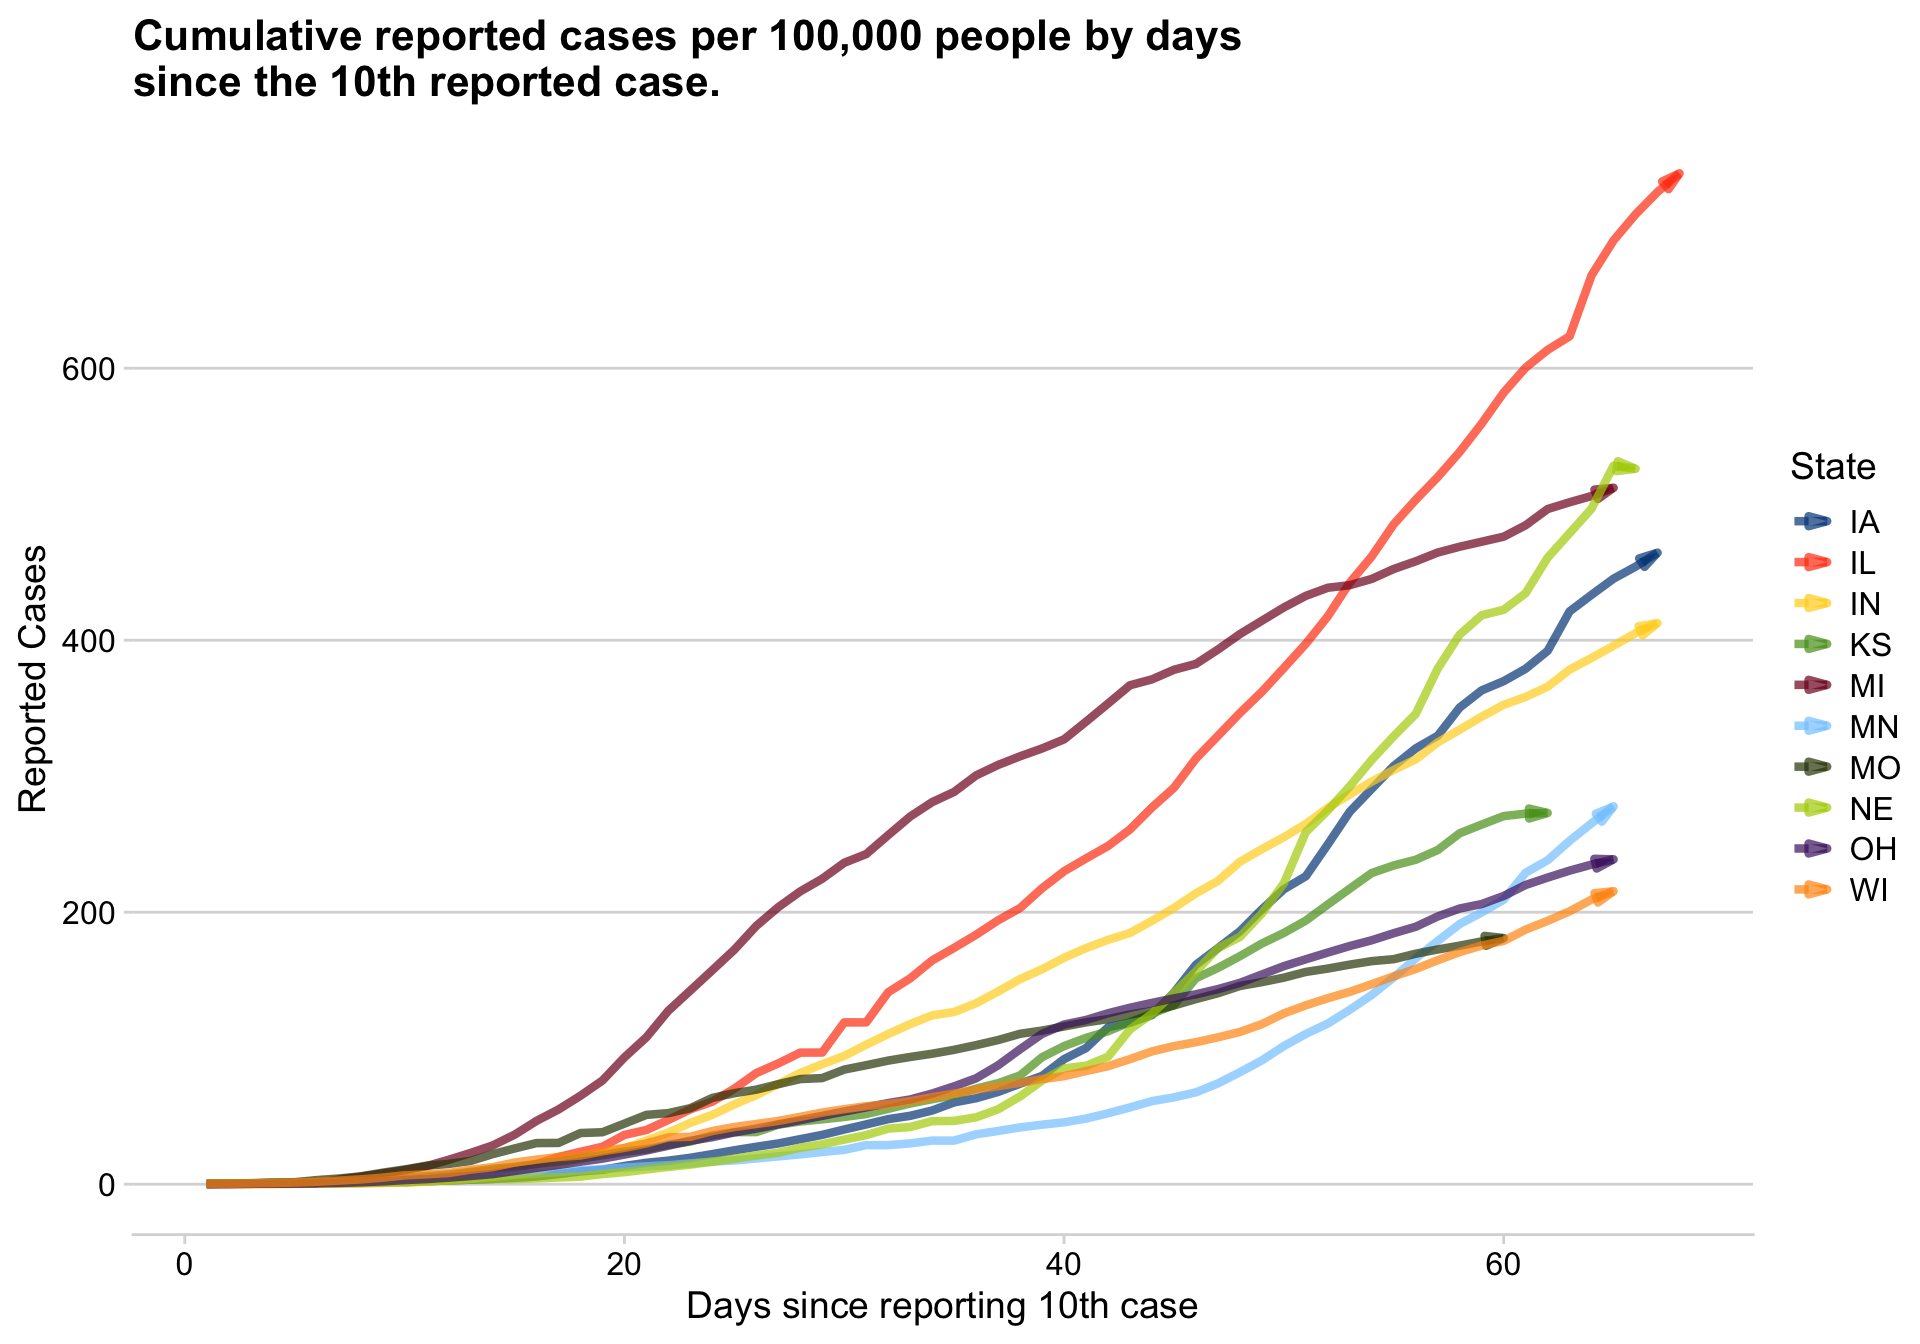 Cumulative reported cases per 100,000 people by days
since the 10th reported case.
600
400
200
0
Reported Cases
0 20 40 60
Days since reporting 10th case
State
IA
IL
IN
KS
MI
MN
MO
NE
OH
WI